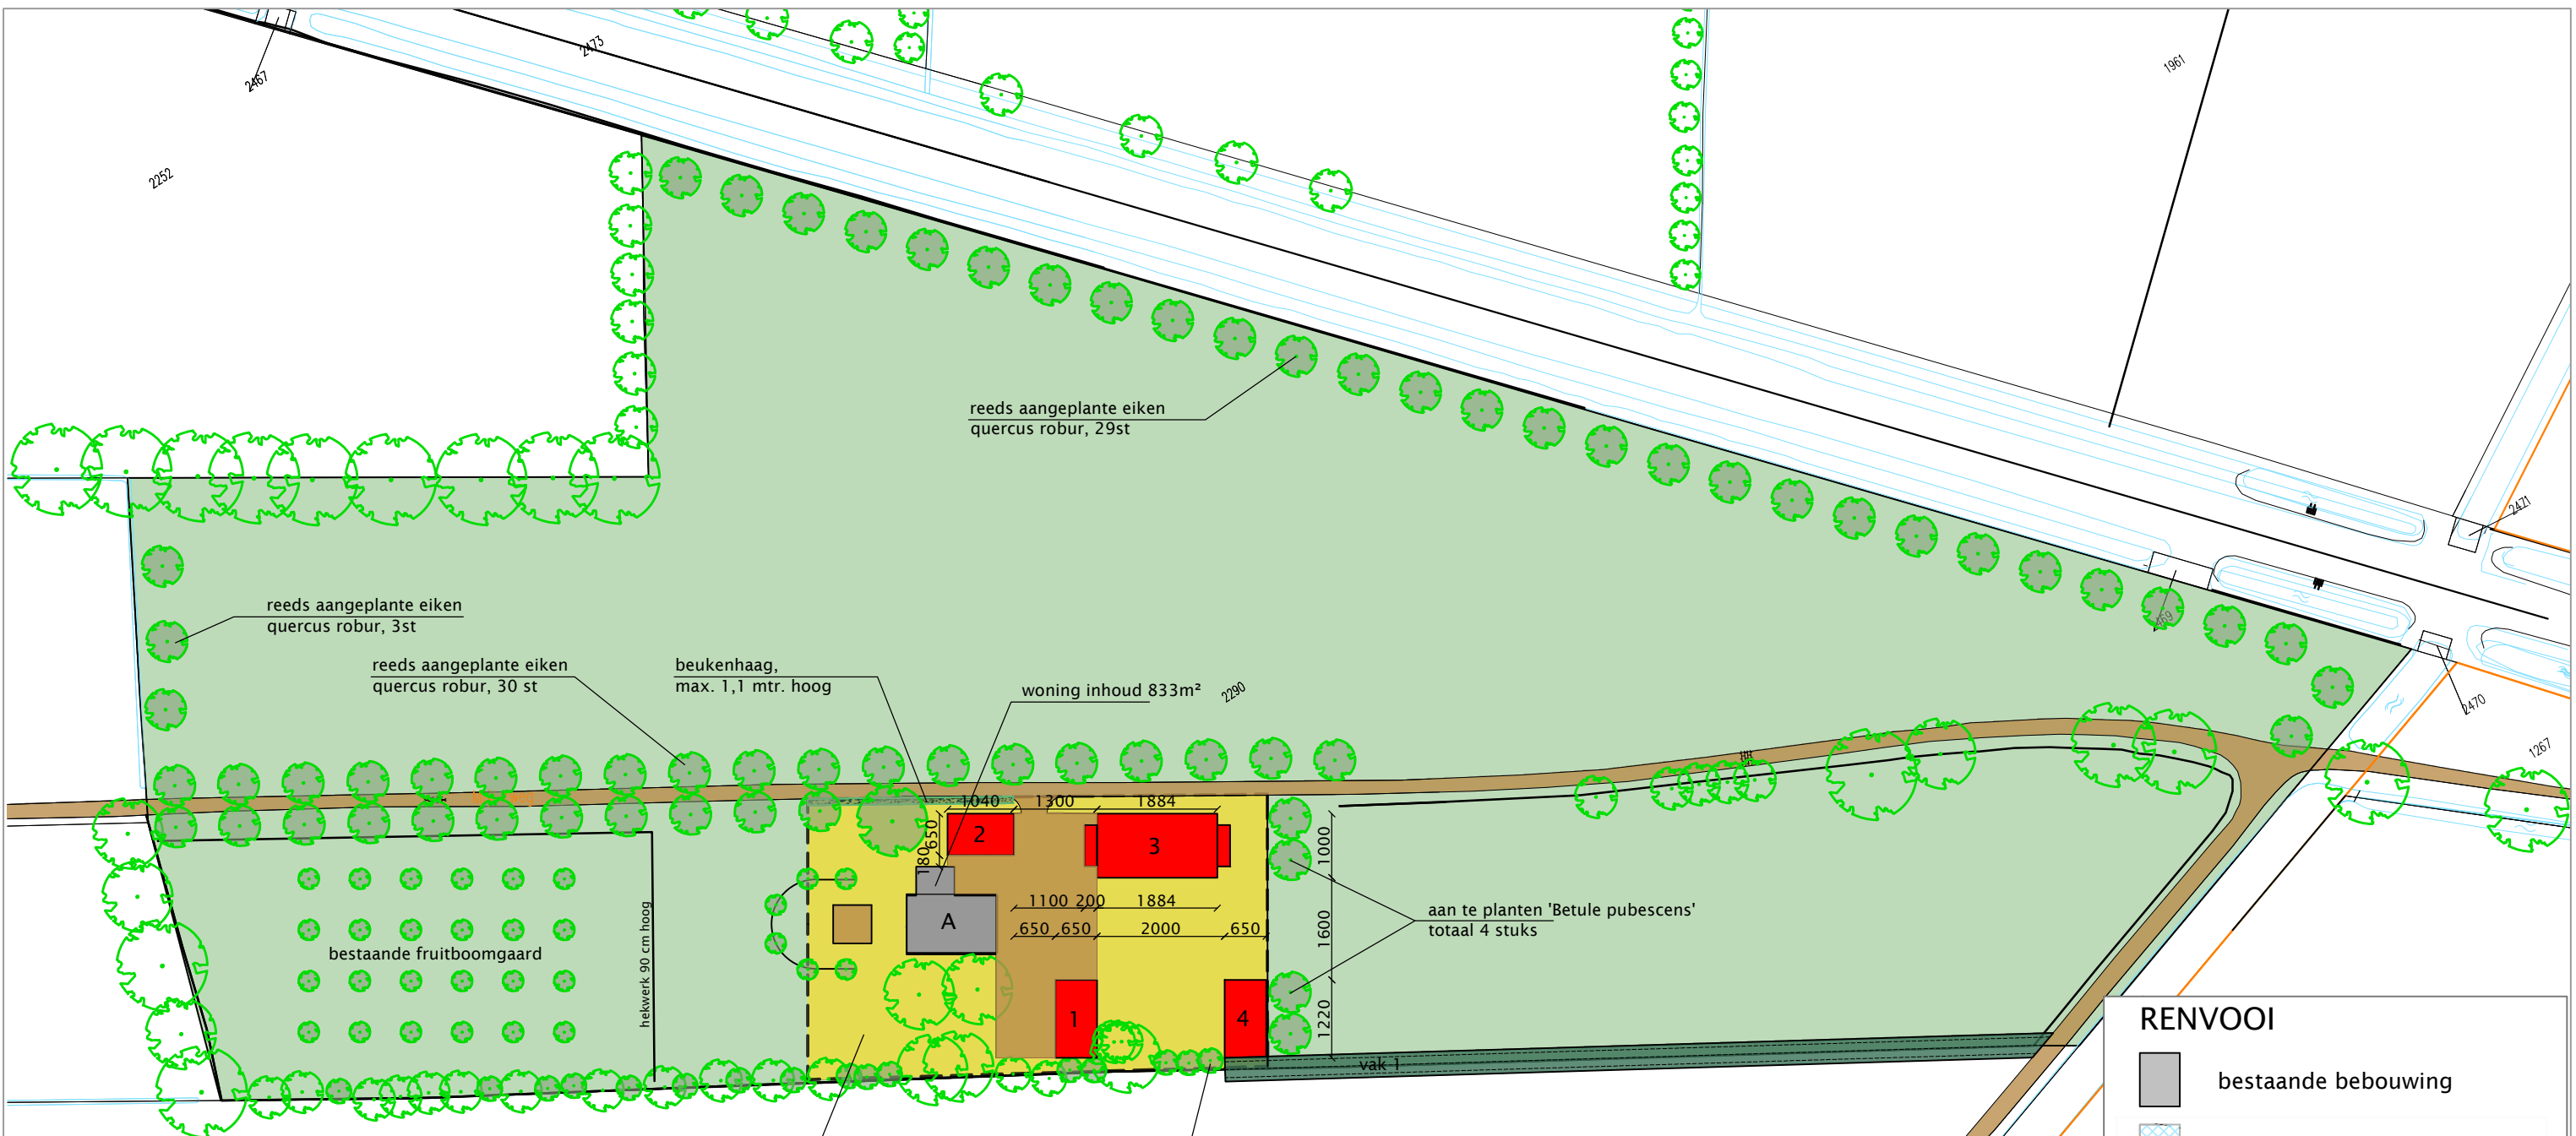 2473
2467
1961
2252
reeds aangeplante eiken
quercus robur, 29st
2471
reeds aangeplante eiken
quercus robur, 3st
reeds aangeplante eiken
quercus robur, 30 st
beukenhaag,
max. 1,1 mtr. hoog
woning inhoud 833m²
2290
2470
1267
1040 1300 1884
650
180
2
3
1000
1100 200 1884
650 650 2000 650
A
1600
aan te planten 'Betule pubescens'
totaal 4 stuks
bestaande fruitboomgaard
hekwerk 90 cm hoog
1
4
1220
vak 1
RENVOOI
bestaande bebouwing